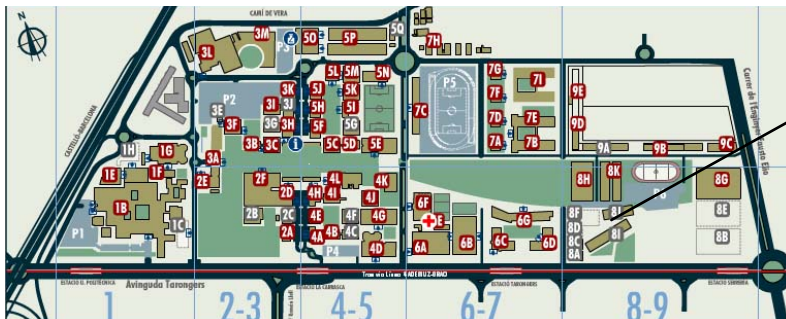 CAMÍ DE VERA
5Q
3M
5O
5P
7H
3L
P3
5L
5M
5N
7G
7I
P5
3K
5J
5K
7F
9E
P2
3I
3J
5H
5I
7C
3E
3F
3G
3H
5F
5G
7D
7E
9D
CASTELLÓ-BARCELONA
1H
1G
3B
3C
i
5C
5D
5E
7A
7B
9A
9B
9C
3A
1E
1F
2E
2F
4L
4K
8H
8K
8G
P6
1B
2D
4H
4I
4J
6F
1C
2B
2C
4E
4F
4G
6G
8F
8J
8E
P1
2A
4A
4B
4C
6A
6B
6C
6D
8D
8I
8C
8B
P4
4D
8A
ESTACIÓ U. POLITÈCNICA
Avinguda Tarongers
ESTACIÓ LA CARRASCA
ESTACIÓ TARONGERS
ESTACIÓ SERRERIA
1
2-3
4-5
6-7
8-9